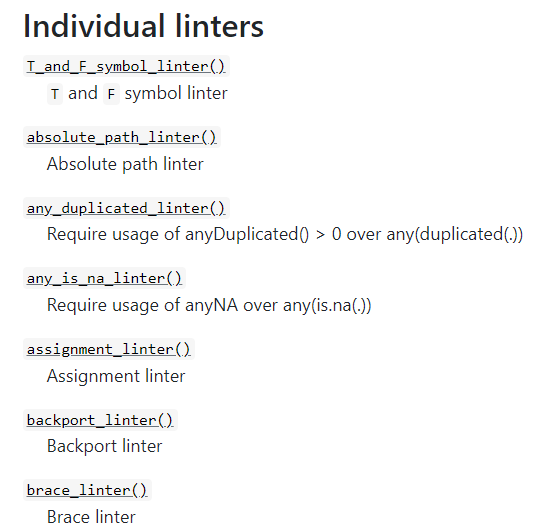 Individual linters
T_and_F_symbol_linter()
T and F symbol linter
absolute_path_linter()
Absolute path linter
any_duplicated_linter()
Require usage of anyDuplicated() > 0 over any(duplicated(.))
any_is_na_linter()
Require usage of anyNA over any(is.na(.))
assignment_linter()
Assignment linter
backport_linter()
Backport linter
brace_linter()
Brace linter